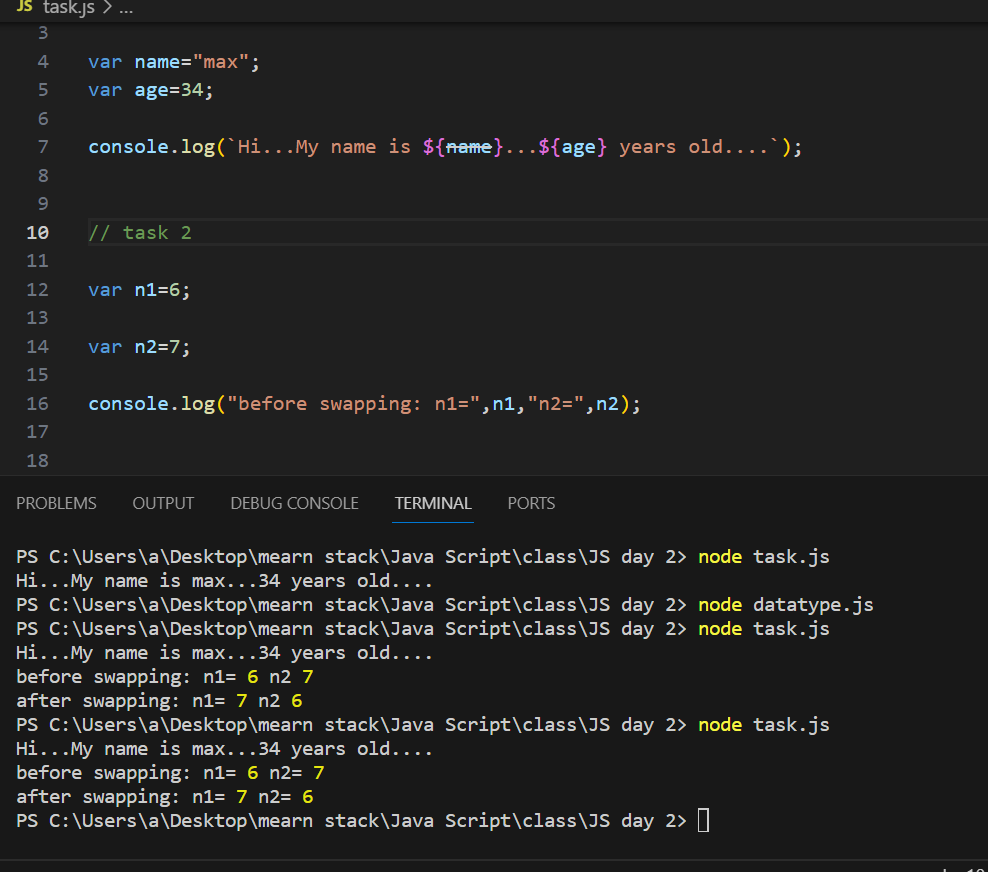 JS task.js > ...
3
4 var name="max";
5 var age=34;
6
7 console.log(`Hi...My name is ${name}...${age} years old....`);
8
9
10 // task 2
11
12 var n1=6;
13
14 var n2=7;
15
16 console.log("before swapping: n1=",n1,"n2=",n2);
17
18
PROBLEMS OUTPUT DEBUG CONSOLE TERMINAL PORTS
PS C:\Users\a\Desktop\mearn stack\Java Script\class\JS day 2> node task.js
Hi...My name is max...34 years old....
PS C:\Users\a\Desktop\mearn stack\Java Script\class\JS day 2> node datatype.js
PS C:\Users\a\Desktop\mearn stack\Java Script\class\JS day 2> node task.js
Hi...My name is max...34 years old....
before swapping: n1= 6 n2 7
after swapping: n1= 7 n2 6
PS C:\Users\a\Desktop\mearn stack\Java Script\class\JS day 2> node task.js
Hi...My name is max...34 years old....
before swapping: n1= 6 n2= 7
after swapping: n1= 7 n2= 6
PS C:\Users\a\Desktop\mearn stack\Java Script\class\JS day 2>